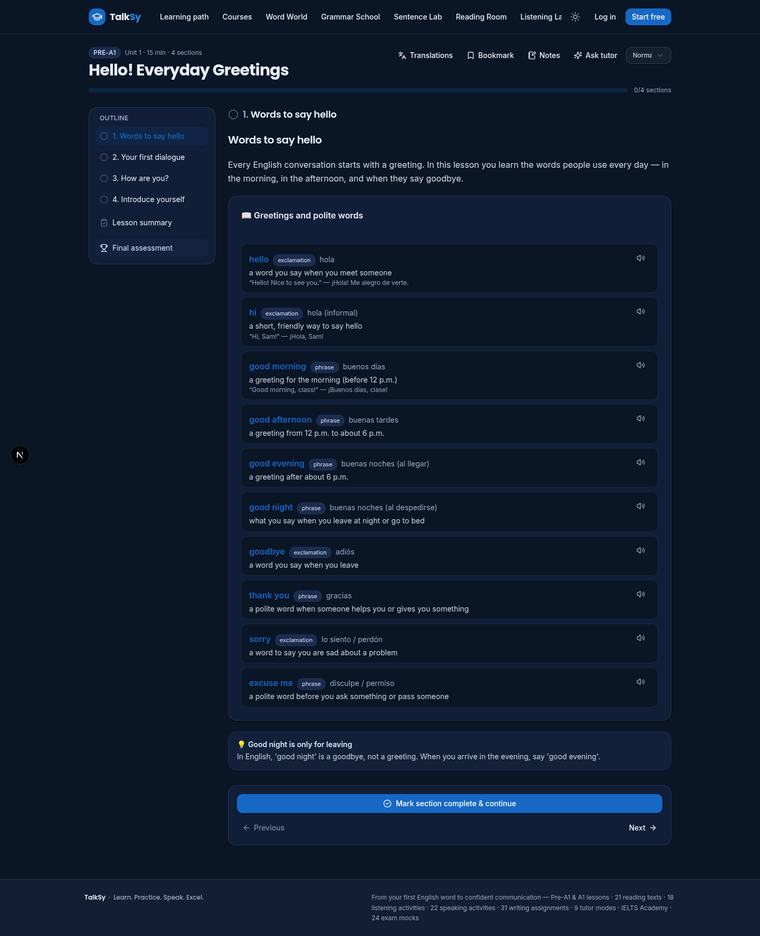 TalkSy
Learning path Courses Word World Grammar School Sentence Lab Reading Room Listening La Log in Start free
PRE-A1 Unit 1 · 15 min · 4 sections
Hello! Everyday Greetings
Translations Bookmark Notes Ask tutor Norma
0/4 sections
OUTLINE
1. Words to say hello
2. Your first dialogue
3. How are you?
4. Introduce yourself
Lesson summary
Final assessment
1. Words to say hello
Words to say hello
Every English conversation starts with a greeting. In this lesson you learn the words people use every day — in
the morning, in the afternoon, and when they say goodbye.
📖 Greetings and polite words
hello exclamation hola
a word you say when you meet someone
"Hello! Nice to see you." — ¡Hola! Me alegro de verte.
hi exclamation hola (informal)
a short, friendly way to say hello
"Hi, Sam!" — ¡Hola, Sam!
good morning phrase buenos días
a greeting for the morning (before 12 p.m.)
"Good morning, class!" — ¡Buenos días, clase!
good afternoon phrase buenas tardes
a greeting from 12 p.m. to about 6 p.m.
good evening phrase buenas noches (al llegar)
a greeting after about 6 p.m.
good night phrase buenas noches (al despedirse)
what you say when you leave at night or go to bed
goodbye exclamation adiós
a word you say when you leave
thank you phrase gracias
a polite word when someone helps you or gives you something
sorry exclamation lo siento / perdón
a word to say you are sad about a problem
excuse me phrase disculpe / permiso
a polite word before you ask something or pass someone
💡 Good night is only for leaving
In English, 'good night' is a goodbye, not a greeting. When you arrive in the evening, say 'good evening'.
Mark section complete & continue
← Previous Next →
TalkSy · Learn. Practice. Speak. Excel.
From your first English word to confident communication — Pre-A1 & A1 lessons · 21 reading texts · 18
listening activities · 22 speaking activities · 31 writing assignments · 9 tutor modes · IELTS Academy ·
24 exam mocks